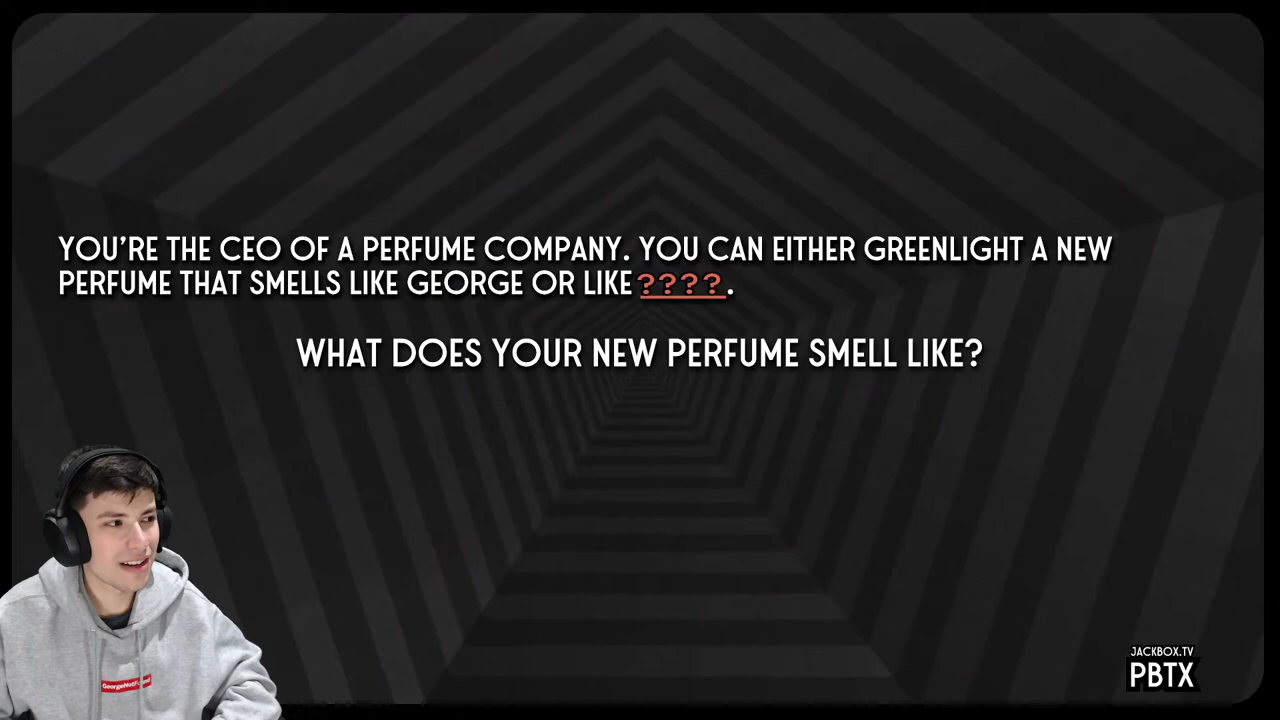 YOU'RE THE CEO OF A PERFUME COMPANY. YOU CAN EITHER GREENLIGHT A NEW
PERFUME THAT SMELLS LIKE GEORGE OR LIKE ????.
WHAT DOES YOUR NEW PERFUME SMELL LIKE?
GeorgeNotFound
JACKBOX.TV
PBTX